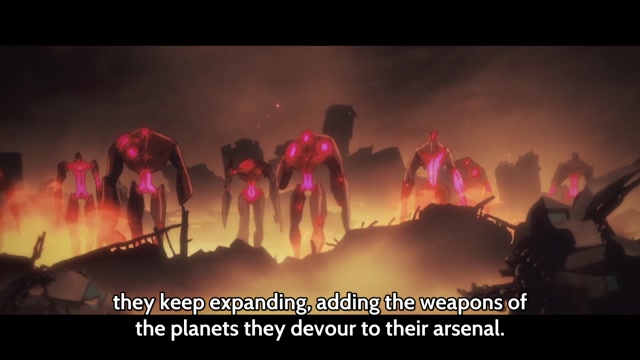 they keep expanding, adding the weapons of
the planets they devour to their arsenal.